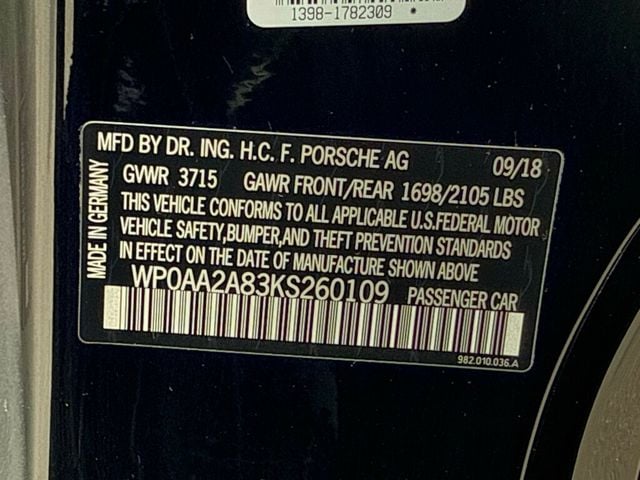 1398-1782309 *
MFD BY DR. ING. H.C. F. PORSCHE AG 09/18
GVWR 3715 GAWR FRONT/REAR 1698/2105 LBS
THIS VEHICLE CONFORMS TO ALL APPLICABLE U.S.FEDERAL MOTOR
VEHICLE SAFETY,BUMPER,AND THEFT PREVENTION STANDARDS
IN EFFECT ON THE DATE OF MANUFACTURE SHOWN ABOVE
WP0AA2A83KS260109 PASSENGER CAR
982.010.036.A
MADE IN GERMANY